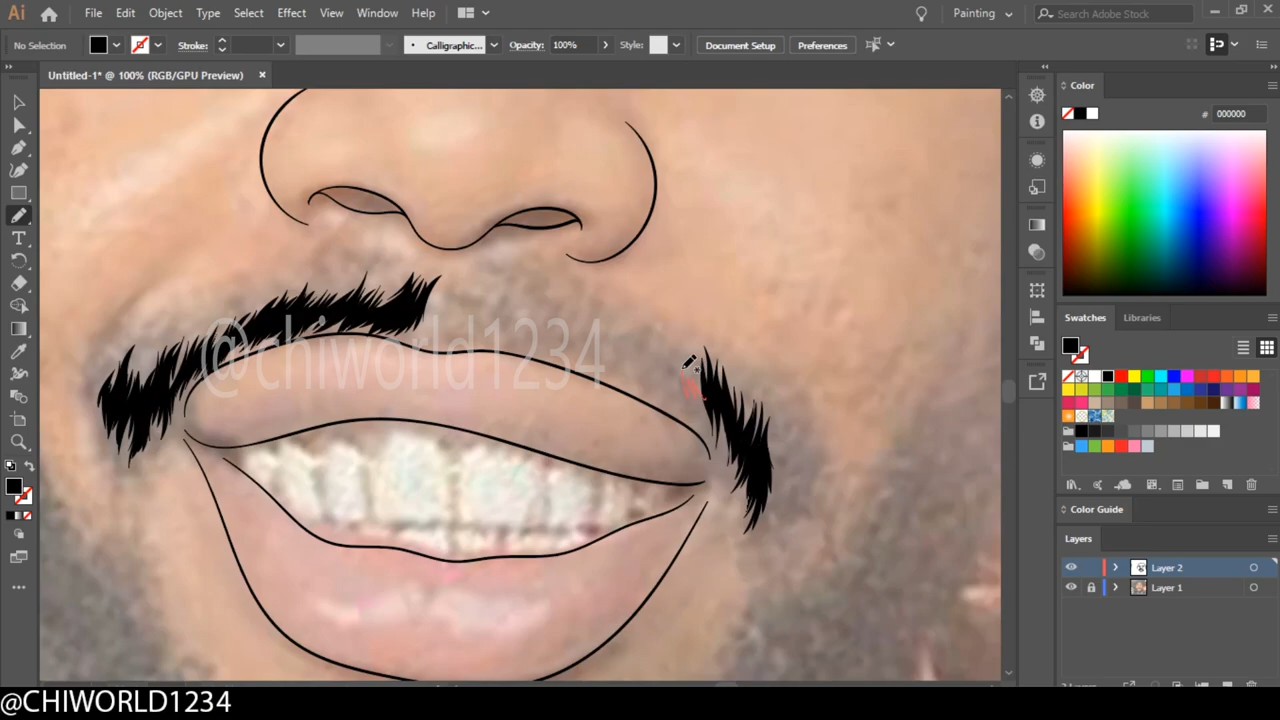 Ai File Edit Object Type Select Effect View Window Help Painting Search Adobe Stock
No Selection Stroke: Calligraphic... Opacity: 100% Style: Document Setup Preferences
Untitled-1* @ 100% (RGB/GPU Preview)
Color
# 000000
Swatches Libraries
@chiworld1234
Color Guide
Layers
Layer 2
Layer 1
@CHIWORLD1234